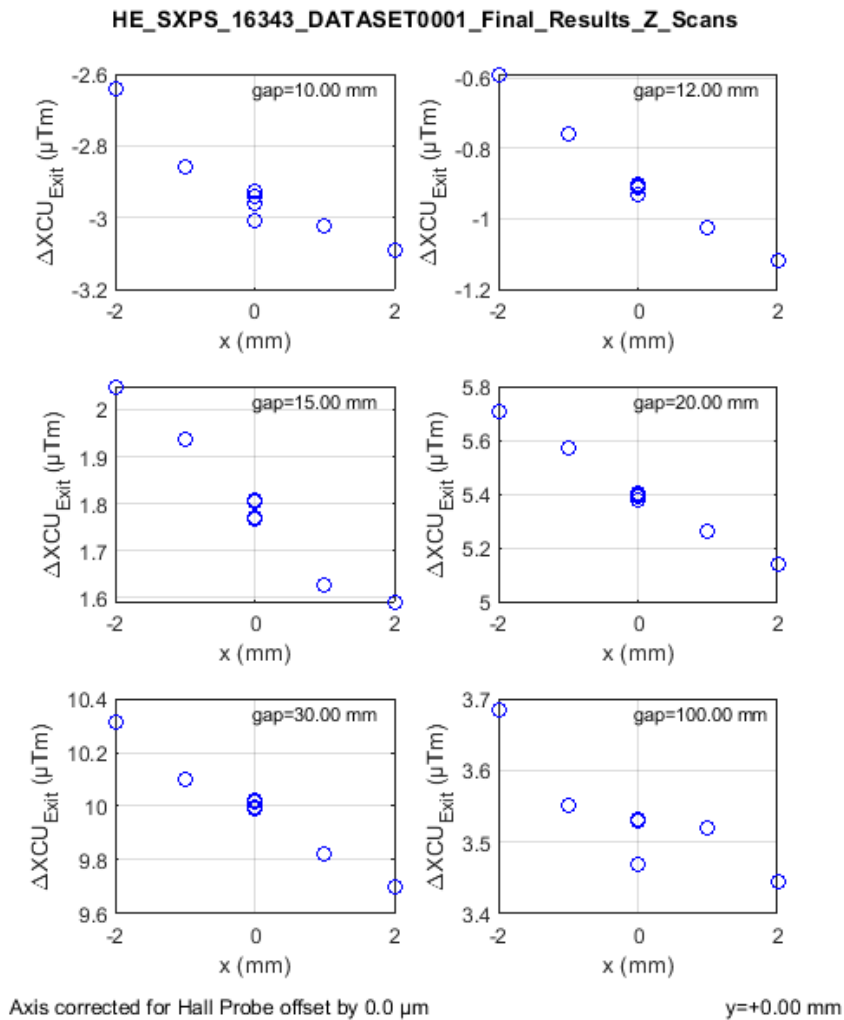 HE_SXPS_16343_DATASET0001_Final_Results_Z_Scans
gap=10.00 mm
ΔXCU_Exit (µTm)
-2.6
-2.8
-3
-3.2
-2 0 2
x (mm)
gap=12.00 mm
ΔXCU_Exit (µTm)
-0.6
-0.8
-1
-1.2
-2 0 2
x (mm)
gap=15.00 mm
ΔXCU_Exit (µTm)
2
1.9
1.8
1.7
1.6
-2 0 2
x (mm)
gap=20.00 mm
ΔXCU_Exit (µTm)
5.8
5.6
5.4
5.2
5
-2 0 2
x (mm)
gap=30.00 mm
ΔXCU_Exit (µTm)
10.4
10.2
10
9.8
9.6
-2 0 2
x (mm)
gap=100.00 mm
ΔXCU_Exit (µTm)
3.7
3.6
3.5
3.4
-2 0 2
x (mm)
Axis corrected for Hall Probe offset by 0.0 µm
y=+0.00 mm